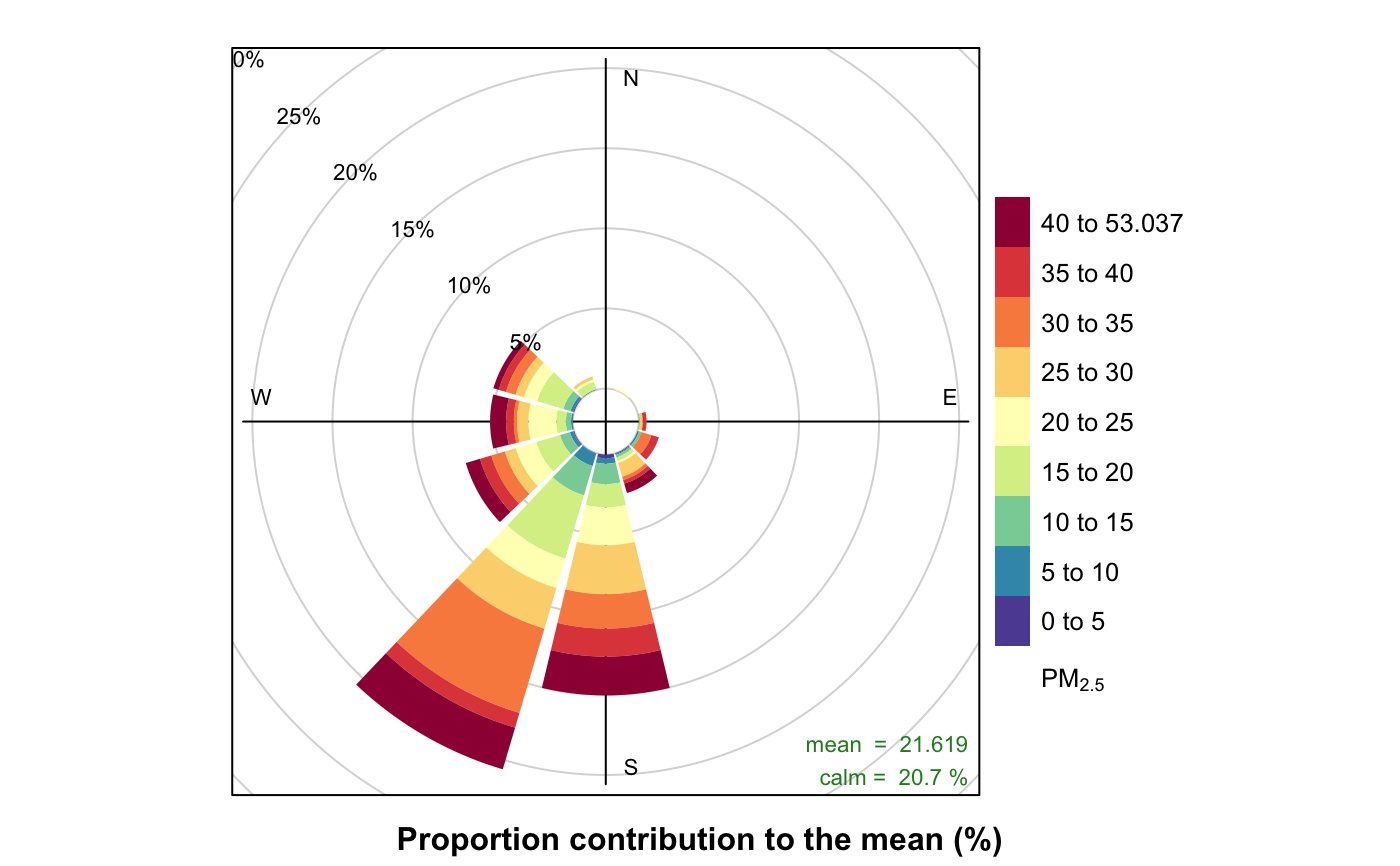 0%
25%
20%
15%
10%
5%
N
W
E
S
mean = 21.619
calm = 20.7 %
40 to 53.037
35 to 40
30 to 35
25 to 30
20 to 25
15 to 20
10 to 15
5 to 10
0 to 5
PM2.5
Proportion contribution to the mean (%)